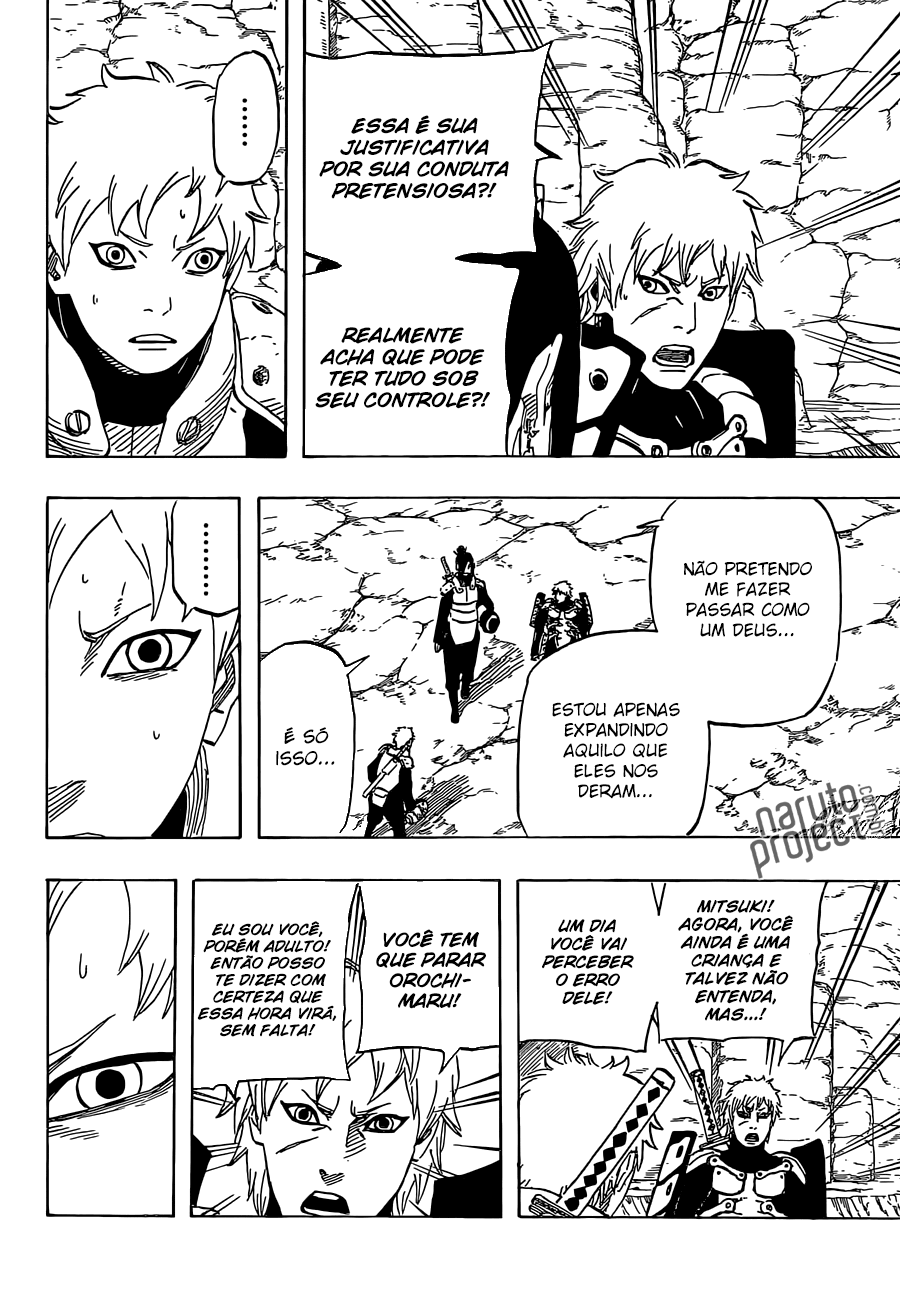 ESSA É SUA
JUSTIFICATIVA
POR SUA CONDUTA
PRETENSIOSA?!
REALMENTE
ACHA QUE PODE
TER TUDO SOB
SEU CONTROLE?!
........
NÃO PRETENDO
ME FAZER
PASSAR COMO
UM DEUS...
ESTOU APENAS
EXPANDINDO
AQUILO QUE
ELES NOS
DERAM...
É SÓ
ISSO...
........
MITSUKI!
AGORA, VOCÊ
AINDA É UMA
CRIANÇA E
TALVEZ NÃO
ENTENDA,
MAS...!
UM DIA
VOCÊ VAI
PERCEBER
O ERRO
DELE!
VOCÊ TEM
QUE PARAR
OROCHI-
MARU!
EU SOU VOCÊ,
PORÉM ADULTO!
ENTÃO POSSO
TE DIZER COM
CERTEZA QUE
ESSA HORA VIRÁ,
SEM FALTA!
naruto
project